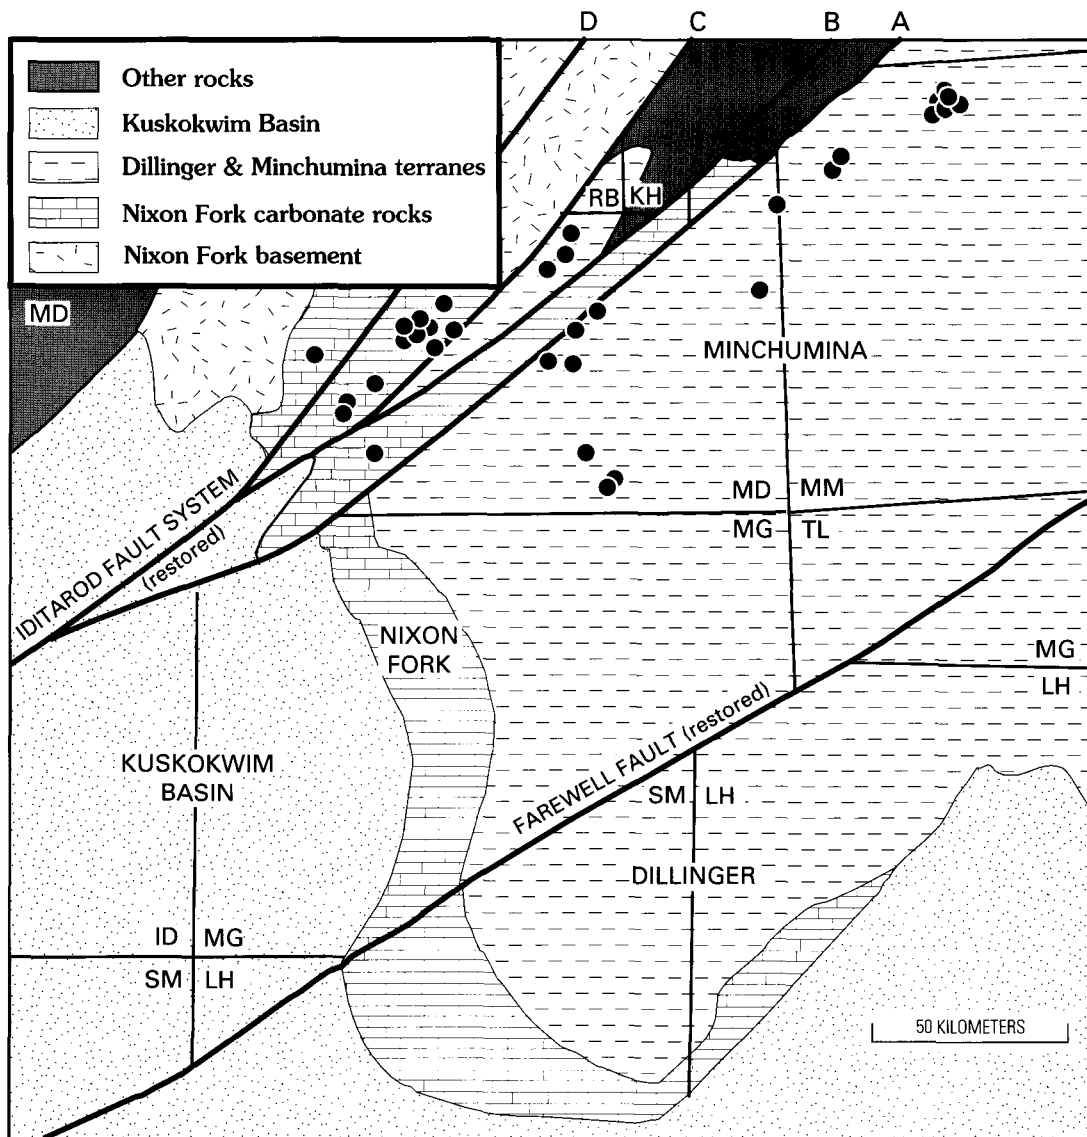 D C B A
Other rocks
Kuskokwim Basin
Dillinger & Minchumina terranes
Nixon Fork carbonate rocks
Nixon Fork basement
RB KH
MD
MINCHUMINA
MD MM
MG TL
IDITAROD FAULT SYSTEM
(restored)
NIXON
FORK
MG
LH
FAREWELL FAULT (restored)
KUSKOKWIM
BASIN
SM LH
DILLINGER
ID MG
SM LH
50 KILOMETERS